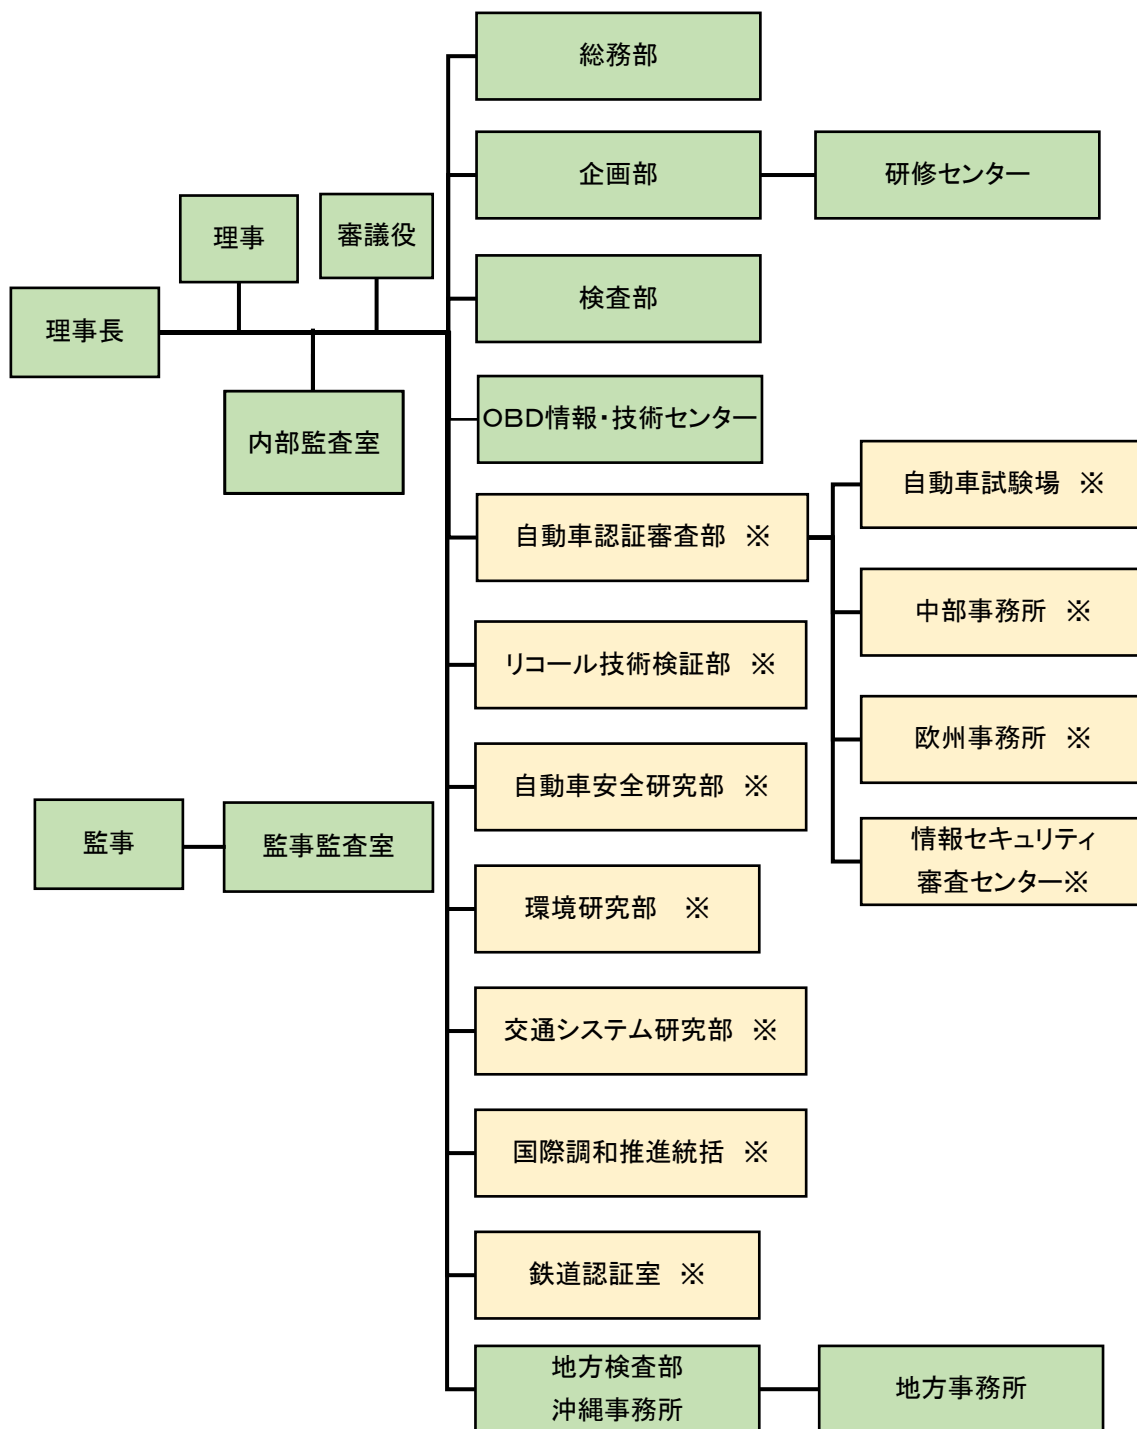 総務部
企画部
研修センター
理事
審議役
検査部
理事長
OBD情報・技術センター
内部監査室
自動車試験場 ※
自動車認証審査部 ※
中部事務所 ※
リコール技術検証部 ※
欧州事務所 ※
自動車安全研究部 ※
監事
監事監査室
情報セキュリティ
審査センター※
環境研究部 ※
交通システム研究部 ※
国際調和推進統括 ※
鉄道認証室 ※
地方検査部
沖縄事務所
地方事務所